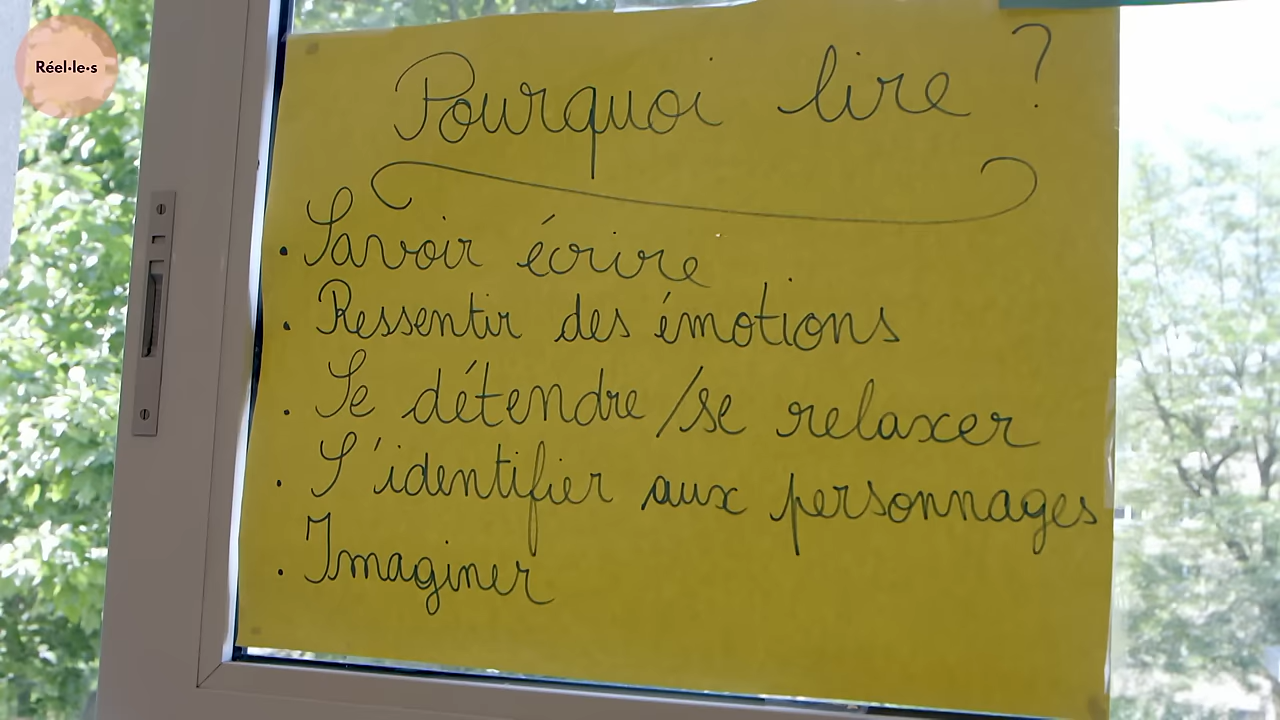 Réel·le·s
Pourquoi lire ?
. Savoir écrire
. Ressentir des émotions
. Se détendre /se relaxer
. S'identifier aux personnages
. Imaginer